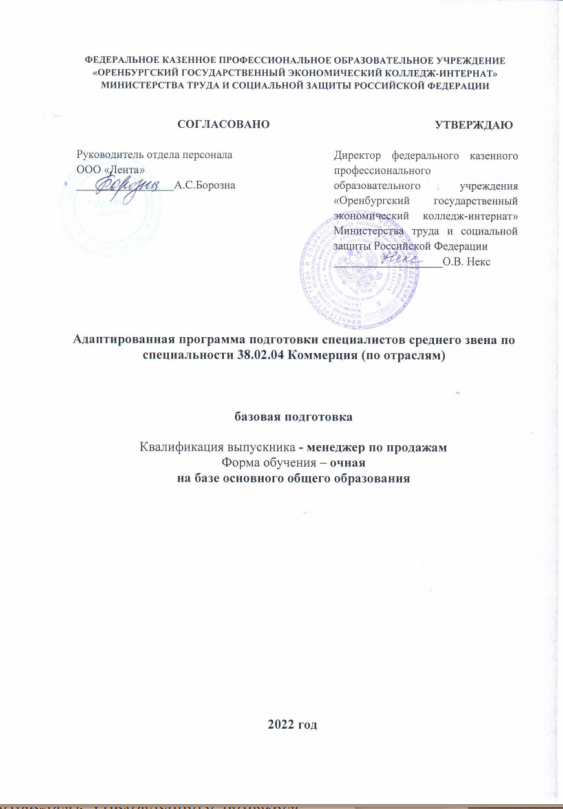 ФЕДЕРАЛЬНОЕ КАЗЕННОЕ ПРОФЕССИОНАЛЬНОЕ ОБРАЗОВАТЕЛЬНОЕ УЧРЕЖДЕНИЕ
«ОРЕНБУРГСКИЙ ГОСУДАРСТВЕННЫЙ ЭКОНОМИЧЕСКИЙ КОЛЛЕДЖ-ИНТЕРНАТ»
МИНИСТЕРСТВА ТРУДА И СОЦИАЛЬНОЙ ЗАЩИТЫ РОССИЙСКОЙ ФЕДЕРАЦИИ
СОГЛАСОВАНО
Руководитель отдела персонала
ООО «Лента»
Борозна А.С.Борозна
УТВЕРЖДАЮ
Директор федерального казенного
профессионального
образовательного учреждения
«Оренбургский государственный
экономический колледж-интернат»
Министерства труда и социальной
защиты Российской Федерации
Некс О.В. Некс
Адаптированная программа подготовки специалистов среднего звена по
специальности 38.02.04 Коммерция (по отраслям)
базовая подготовка
Квалификация выпускника - менеджер по продажам
Форма обучения – очная
на базе основного общего образования
2022 год